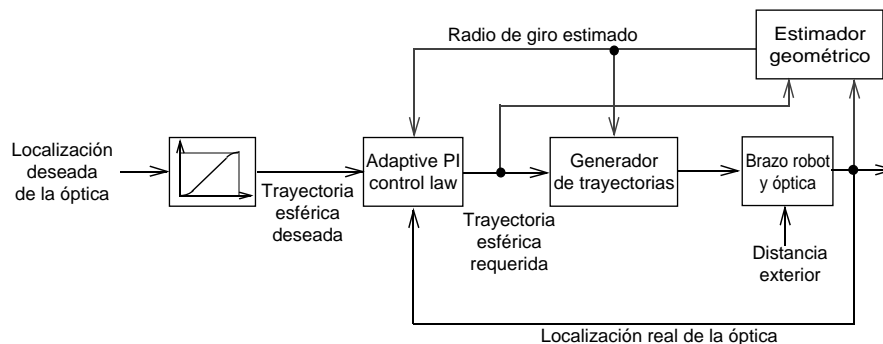 Radio de giro estimado
Estimador
geométrico
Localización
deseada
de la óptica
Trayectoria
esférica
deseada
Adaptive PI
control law
Trayectoria
esférica
requerida
Generador
de trayectorias
Brazo robot
y óptica
Distancia
exterior
Localización real de la óptica